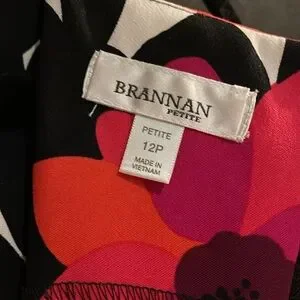 BRANNAN
PETITE
PETITE
12P
MADE IN
VIETNAM